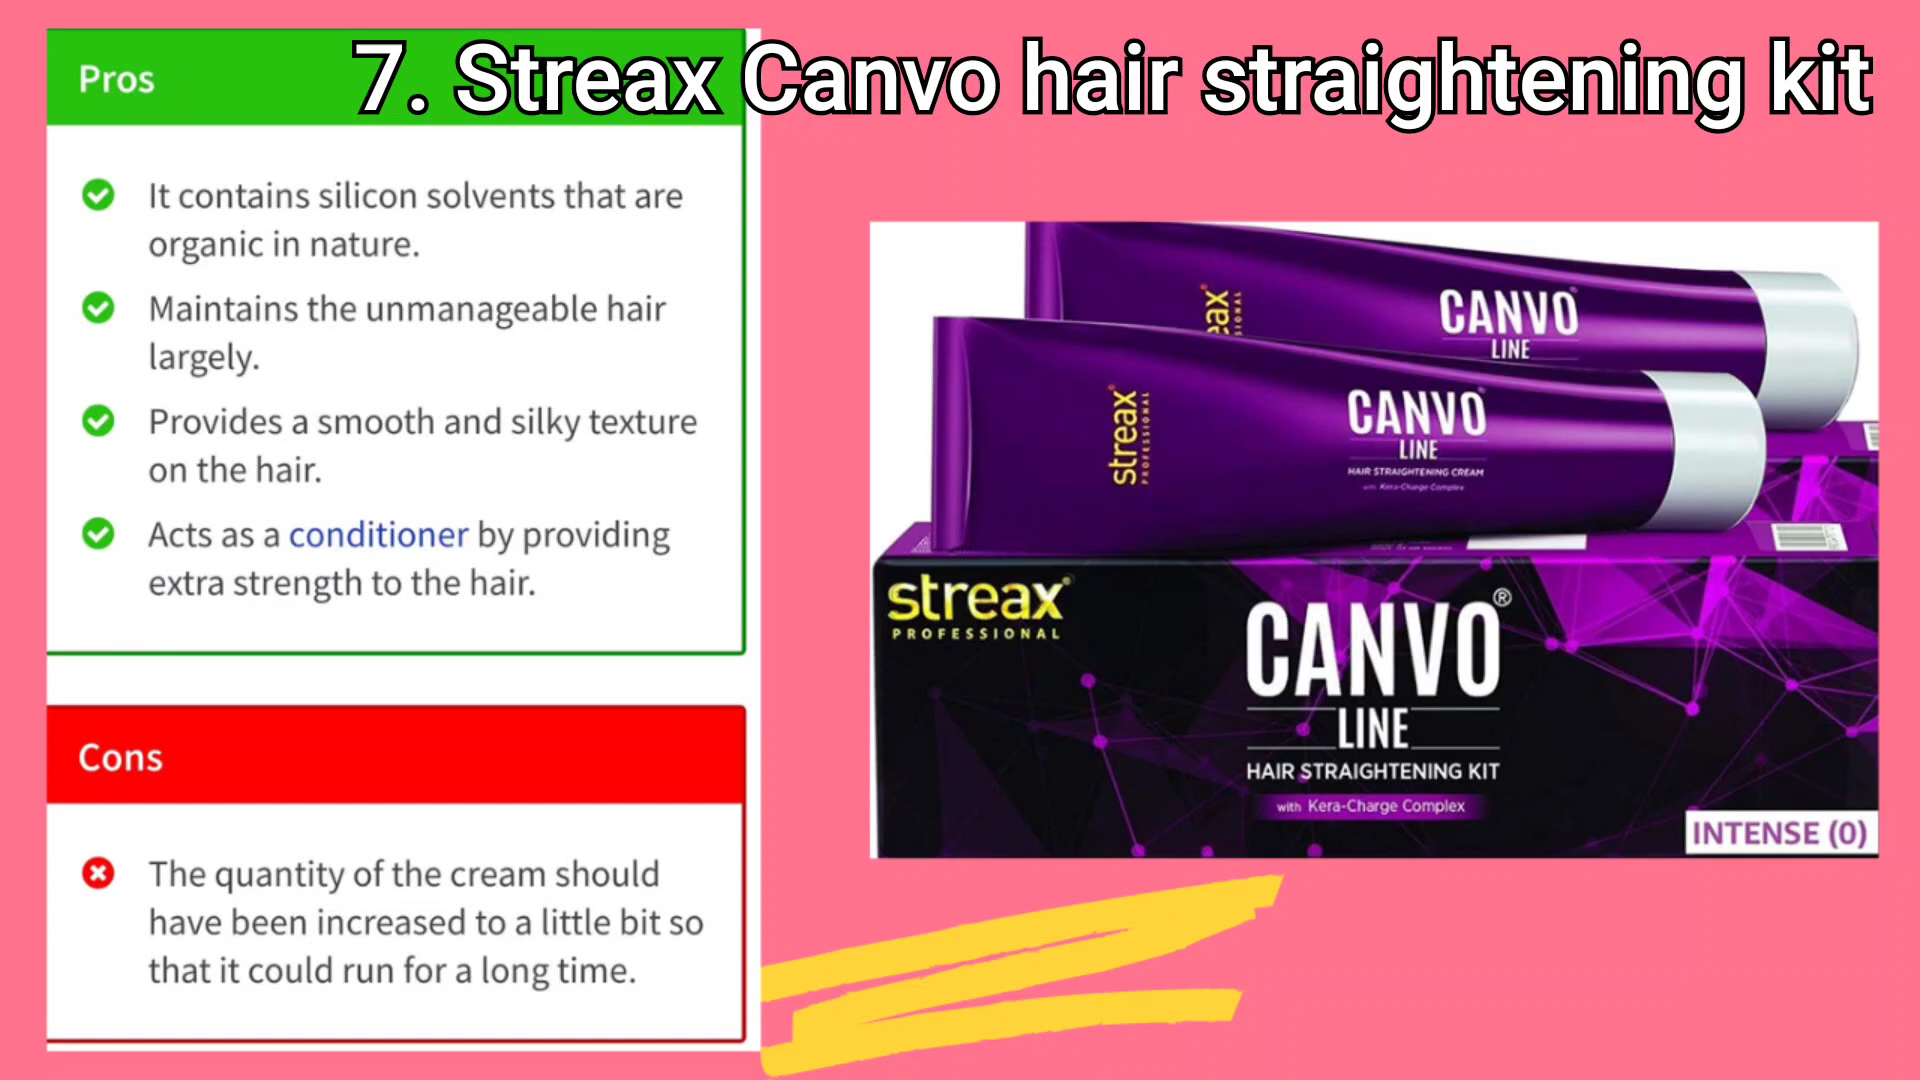 7. Streax Canvo hair straightening kit
Pros
It contains silicon solvents that are
organic in nature.
Maintains the unmanageable hair
largely.
Provides a smooth and silky texture
on the hair.
Acts as a conditioner by providing
extra strength to the hair.
Cons
The quantity of the cream should
have been increased to a little bit so
that it could run for a long time.
CANVO
LINE
streax
PROFESSIONAL
CANVO
LINE
HAIR STRAIGHTENING CREAM
with Kera-Charge Complex
streax
PROFESSIONAL
CANVO®
LINE
HAIR STRAIGHTENING KIT
with Kera-Charge Complex
INTENSE (0)